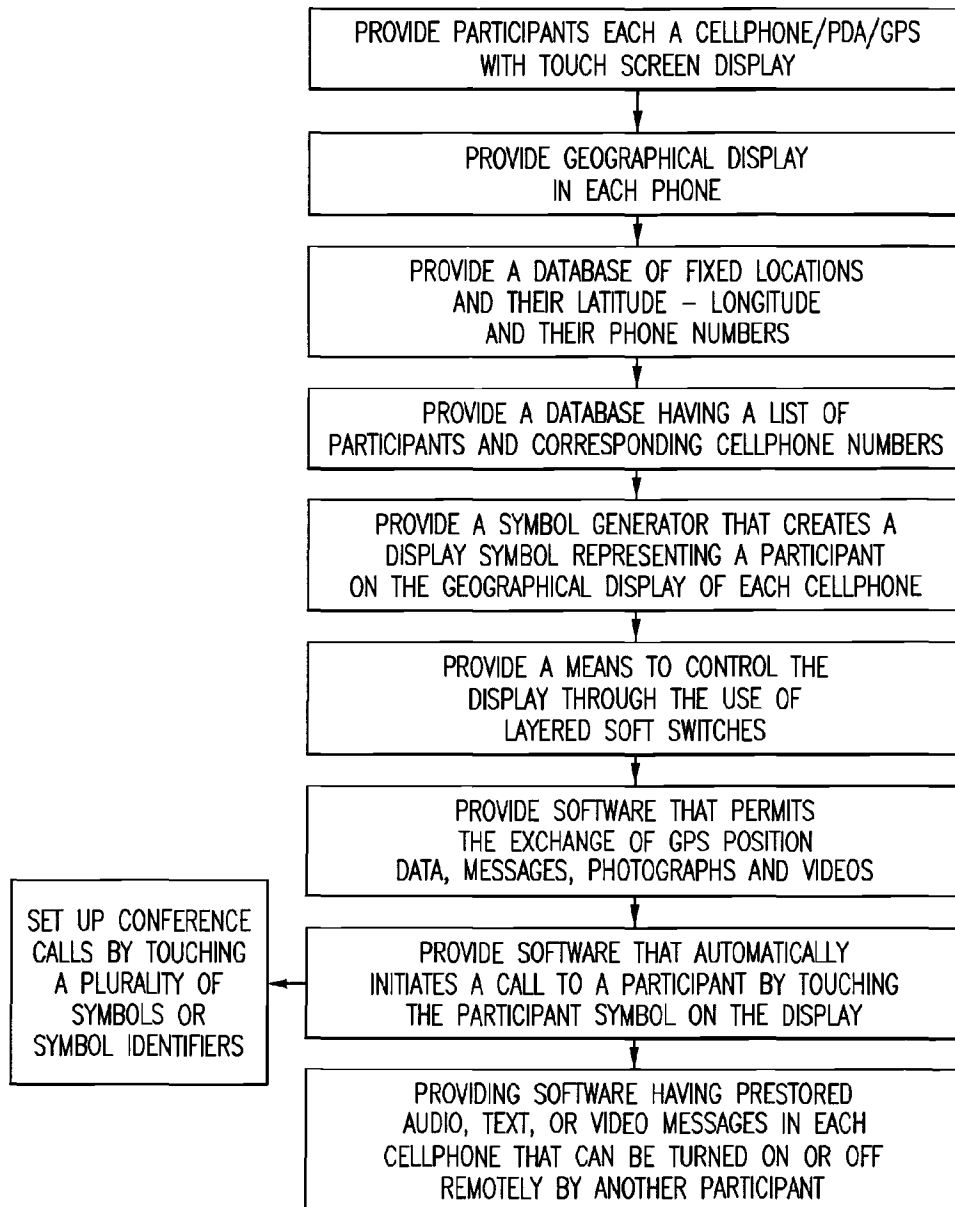 PROVIDE PARTICIPANTS EACH A CELLPHONE/PDA/GPS
WITH TOUCH SCREEN DISPLAY
PROVIDE GEOGRAPHICAL DISPLAY
IN EACH PHONE
PROVIDE A DATABASE OF FIXED LOCATIONS
AND THEIR LATITUDE – LONGITUDE
AND THEIR PHONE NUMBERS
PROVIDE A DATABASE HAVING A LIST OF
PARTICIPANTS AND CORRESPONDING CELLPHONE NUMBERS
PROVIDE A SYMBOL GENERATOR THAT CREATES A
DISPLAY SYMBOL REPRESENTING A PARTICIPANT
ON THE GEOGRAPHICAL DISPLAY OF EACH CELLPHONE
PROVIDE A MEANS TO CONTROL THE
DISPLAY THROUGH THE USE OF
LAYERED SOFT SWITCHES
PROVIDE SOFTWARE THAT PERMITS
THE EXCHANGE OF GPS POSITION
DATA, MESSAGES, PHOTOGRAPHS AND VIDEOS
PROVIDE SOFTWARE THAT AUTOMATICALLY
INITIATES A CALL TO A PARTICIPANT BY TOUCHING
THE PARTICIPANT SYMBOL ON THE DISPLAY
SET UP CONFERENCE
CALLS BY TOUCHING
A PLURALITY OF
SYMBOLS OR
SYMBOL IDENTIFIERS
PROVIDING SOFTWARE HAVING PRESTORED
AUDIO, TEXT, OR VIDEO MESSAGES IN EACH
CELLPHONE THAT CAN BE TURNED ON OR OFF
REMOTELY BY ANOTHER PARTICIPANT